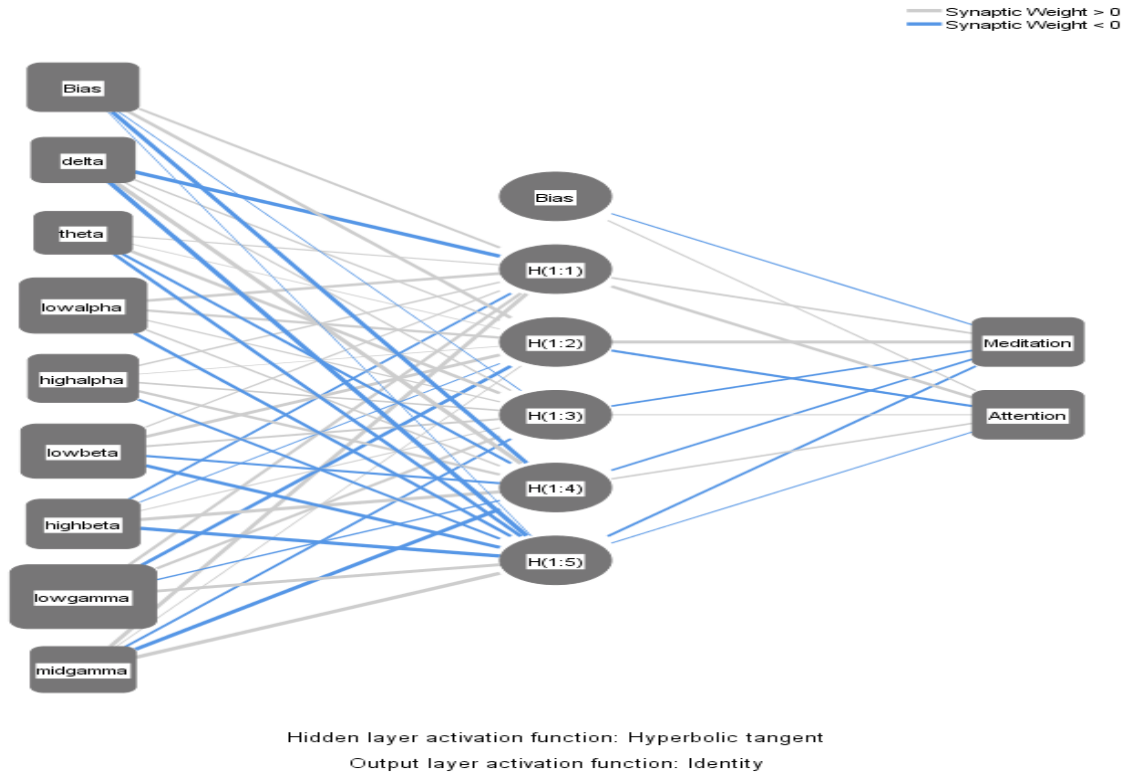 Synaptic Weight > 0
Synaptic Weight < 0
Bias
delta
theta
lowalpha
highalpha
lowbeta
highbeta
lowgamma
midgamma
Bias
H(1:1)
H(1:2)
H(1:3)
H(1:4)
H(1:5)
Meditation
Attention
Hidden layer activation function: Hyperbolic tangent
Output layer activation function: Identity